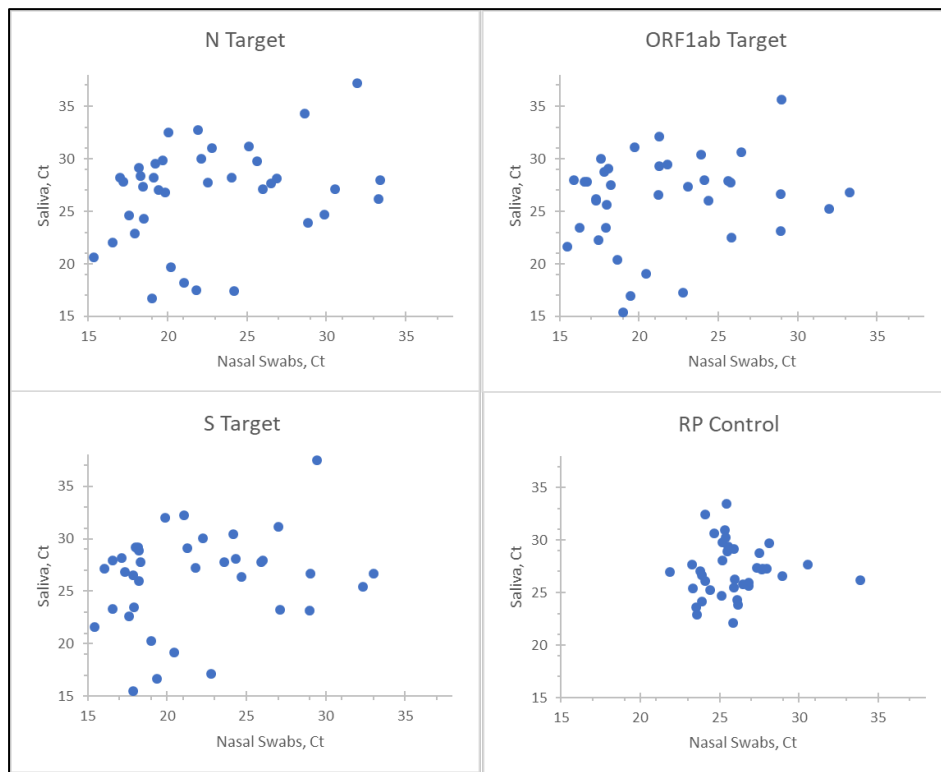 N Target
35
30
25
20
15
Saliva, Ct
15 20 25 30 35
Nasal Swabs, Ct
ORF1ab Target
35
30
25
20
15
Saliva, Ct
15 20 25 30 35
Nasal Swabs, Ct
S Target
35
30
25
20
15
Saliva, Ct
15 20 25 30 35
Nasal Swabs, Ct
RP Control
35
30
25
20
15
Saliva, Ct
15 20 25 30 35
Nasal Swabs, Ct